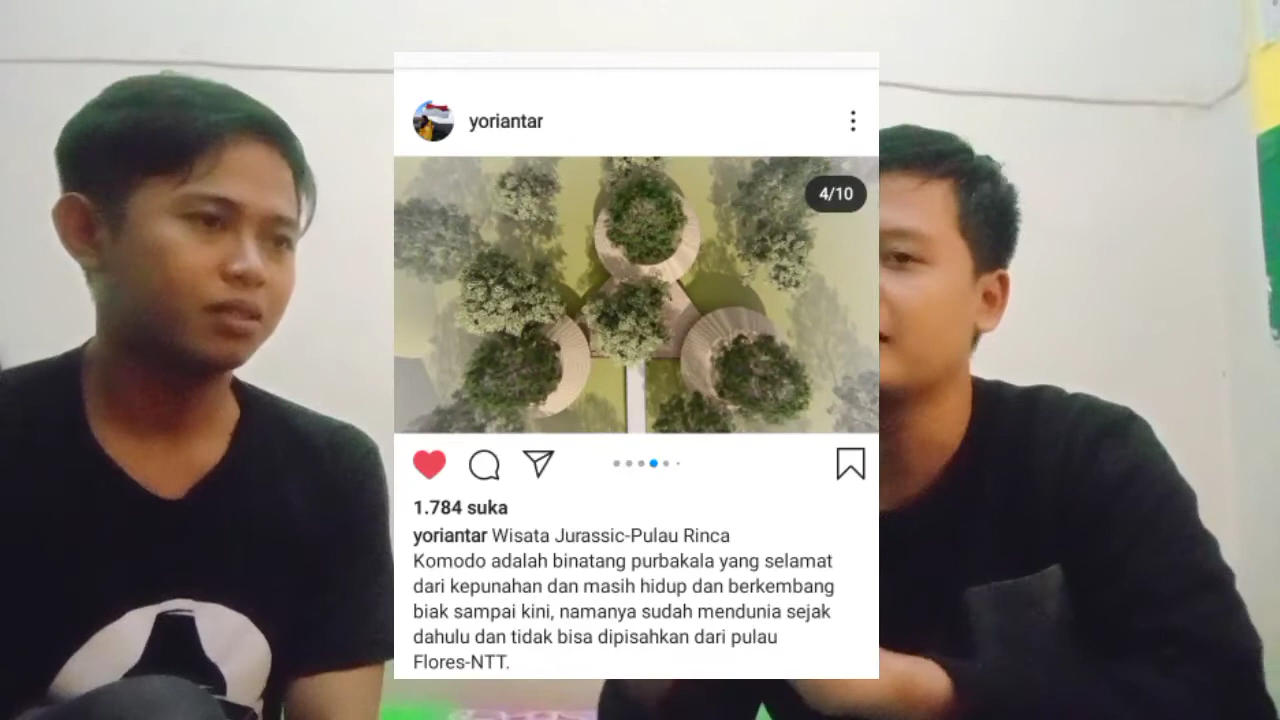 yoriantar
4/10
1.784 suka
yoriantar Wisata Jurassic-Pulau Rinca
Komodo adalah binatang purbakala yang selamat
dari kepunahan dan masih hidup dan berkembang
biak sampai kini, namanya sudah mendunia sejak
dahulu dan tidak bisa dipisahkan dari pulau
Flores-NTT.